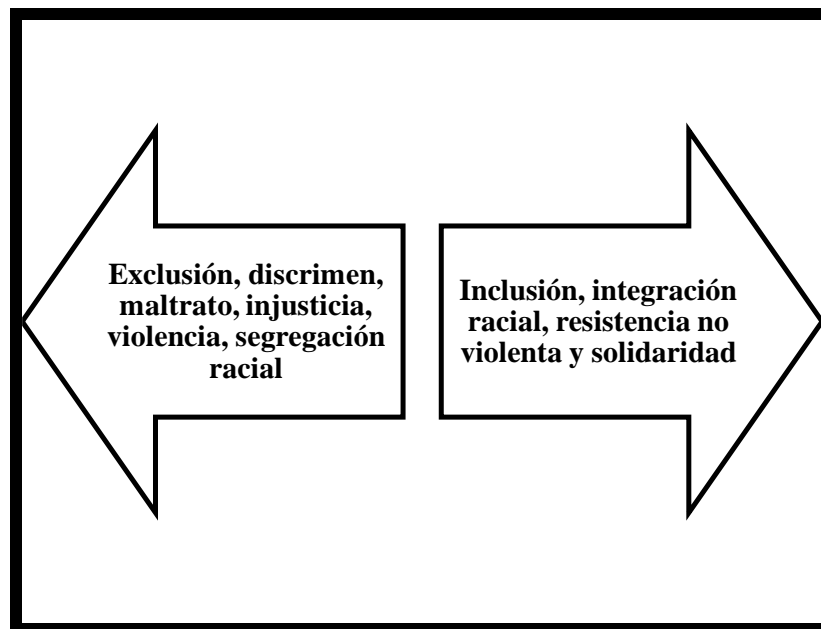 Exclusión, discrimen,
maltrato, injusticia,
violencia, segregación
racial
Inclusión, integración
racial, resistencia no
violenta y solidaridad